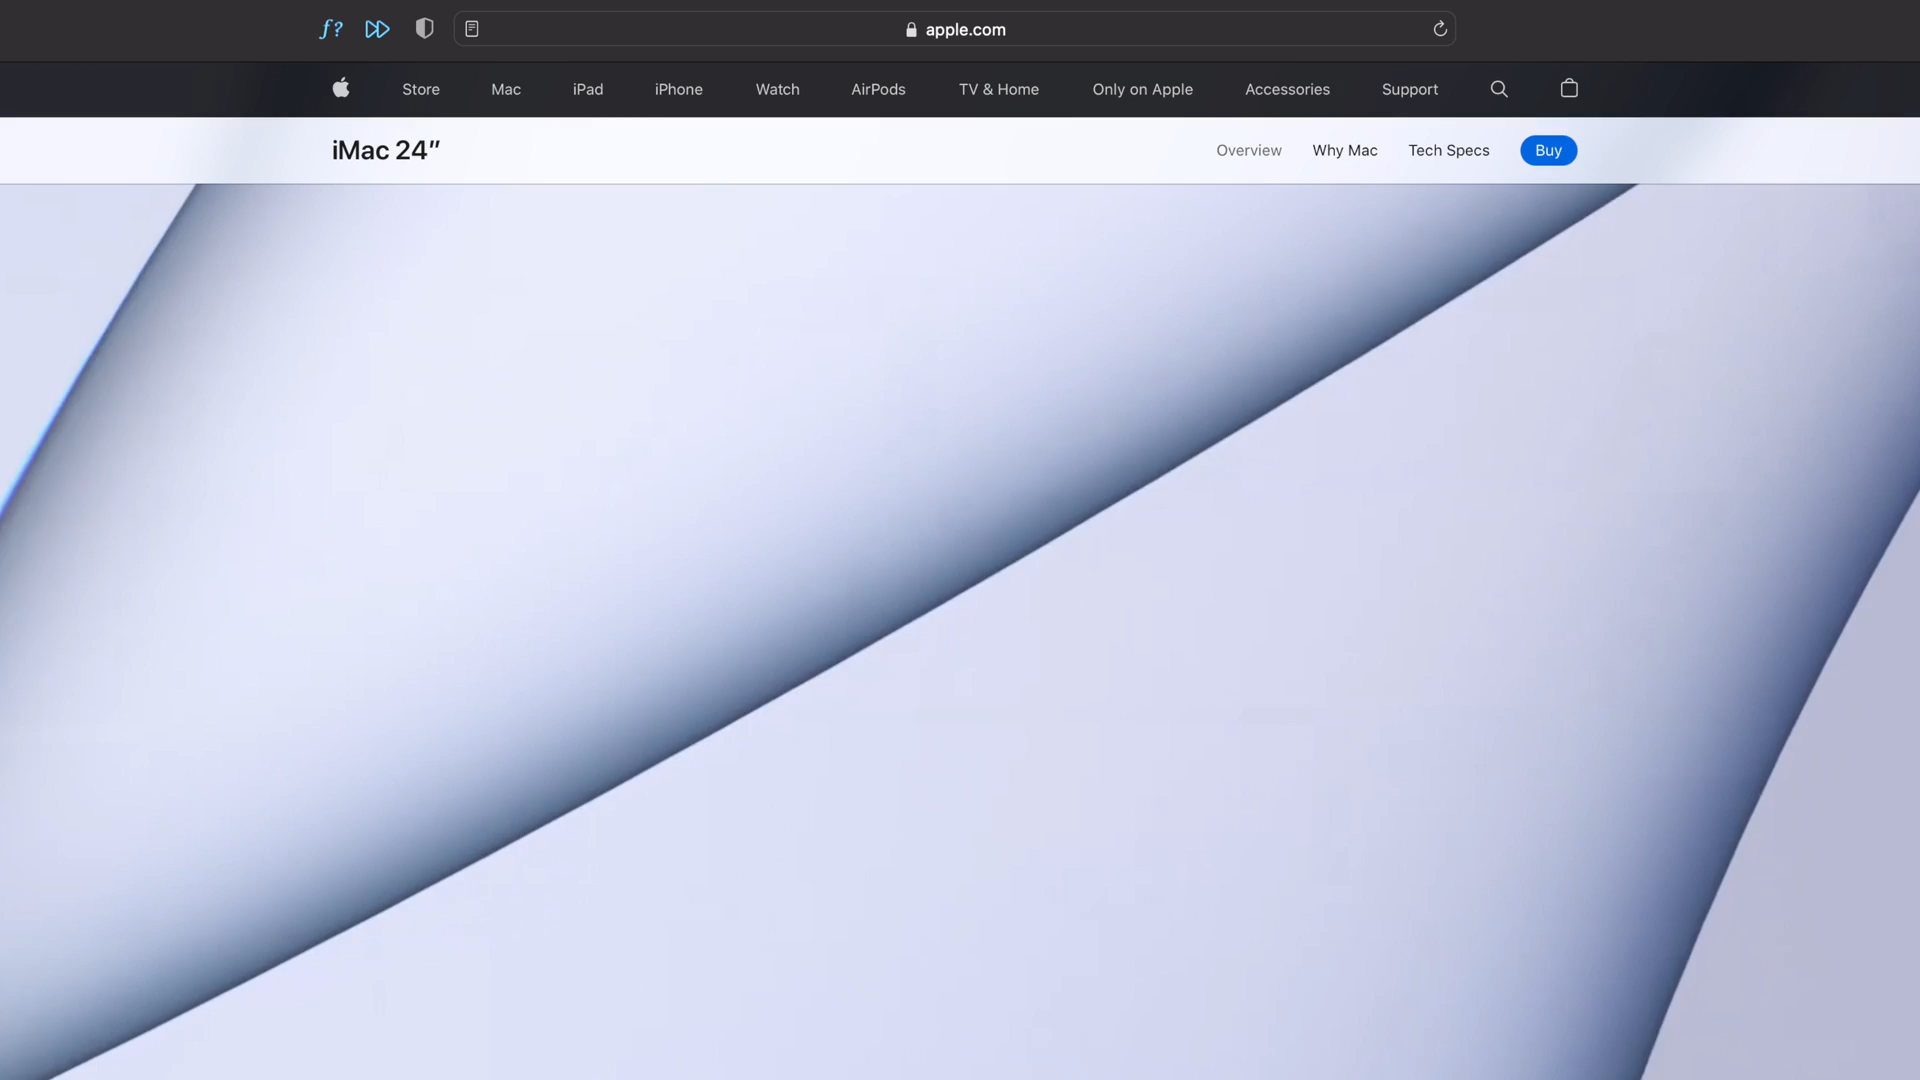 f? apple.com
Store Mac iPad iPhone Watch AirPods TV & Home Only on Apple Accessories Support
iMac 24″ Overview Why Mac Tech Specs Buy